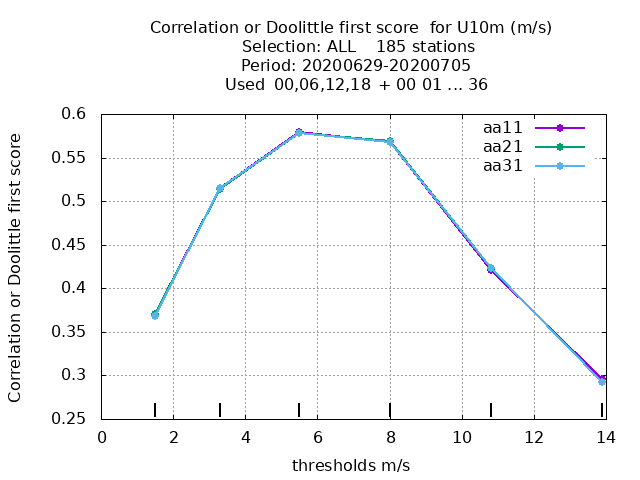 Correlation or Doolittle first score  for U10m (m/s)
Selection: ALL    185 stations
Period: 20200629-20200705
Used  00,06,12,18  + 00 01 ... 36
Correlation or Doolittle first score
0.6
0.55
0.5
0.45
0.4
0.35
0.3
0.25
aa11
aa21
aa31
0 2 4 6 8 10 12 14
thresholds m/s